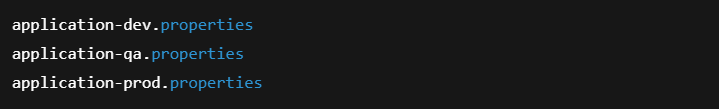 application-dev.properties
application-qa.properties
application-prod.properties